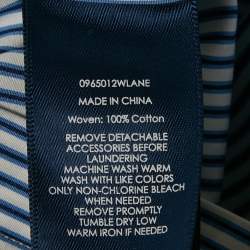 0965012WLANE
MADE IN CHINA
Woven: 100% Cotton
REMOVE DETACHABLE
ACCESSORIES BEFORE
LAUNDERING
MACHINE WASH WARM
WASH WITH LIKE COLORS
ONLY NON-CHLORINE BLEACH
WHEN NEEDED
REMOVE PROMPTLY
TUMBLE DRY LOW
WARM IRON IF NEEDED